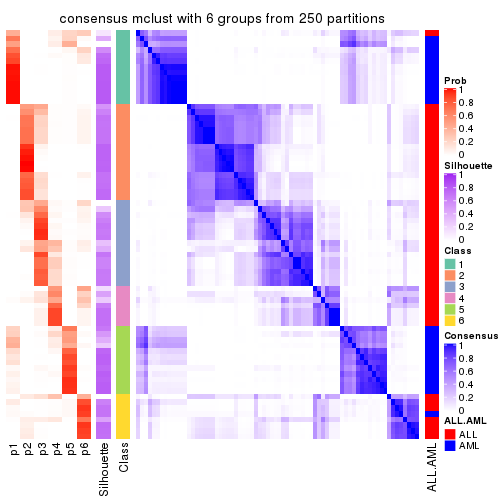 consensus mclust with 6 groups from 250 partitions
Prob
1
0.8
0.6
0.4
0.2
0
Silhouette
1
0.8
0.6
0.4
0.2
0
Class
1
2
3
4
5
6
Consensus
1
0.8
0.6
0.4
0.2
0
ALL.AML
ALL
AML
p1
p2
p3
p4
p5
p6
Silhouette
Class
ALL.AML